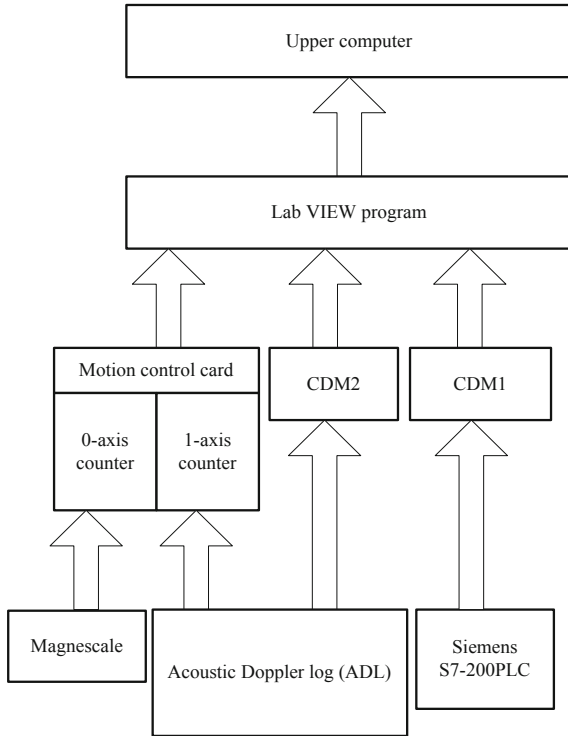 Upper computer
Lab VIEW program
Motion control card
CDM2
CDM1
0-axis
counter
1-axis
counter
Magnescale
Acoustic Doppler log (ADL)
Siemens
S7-200PLC